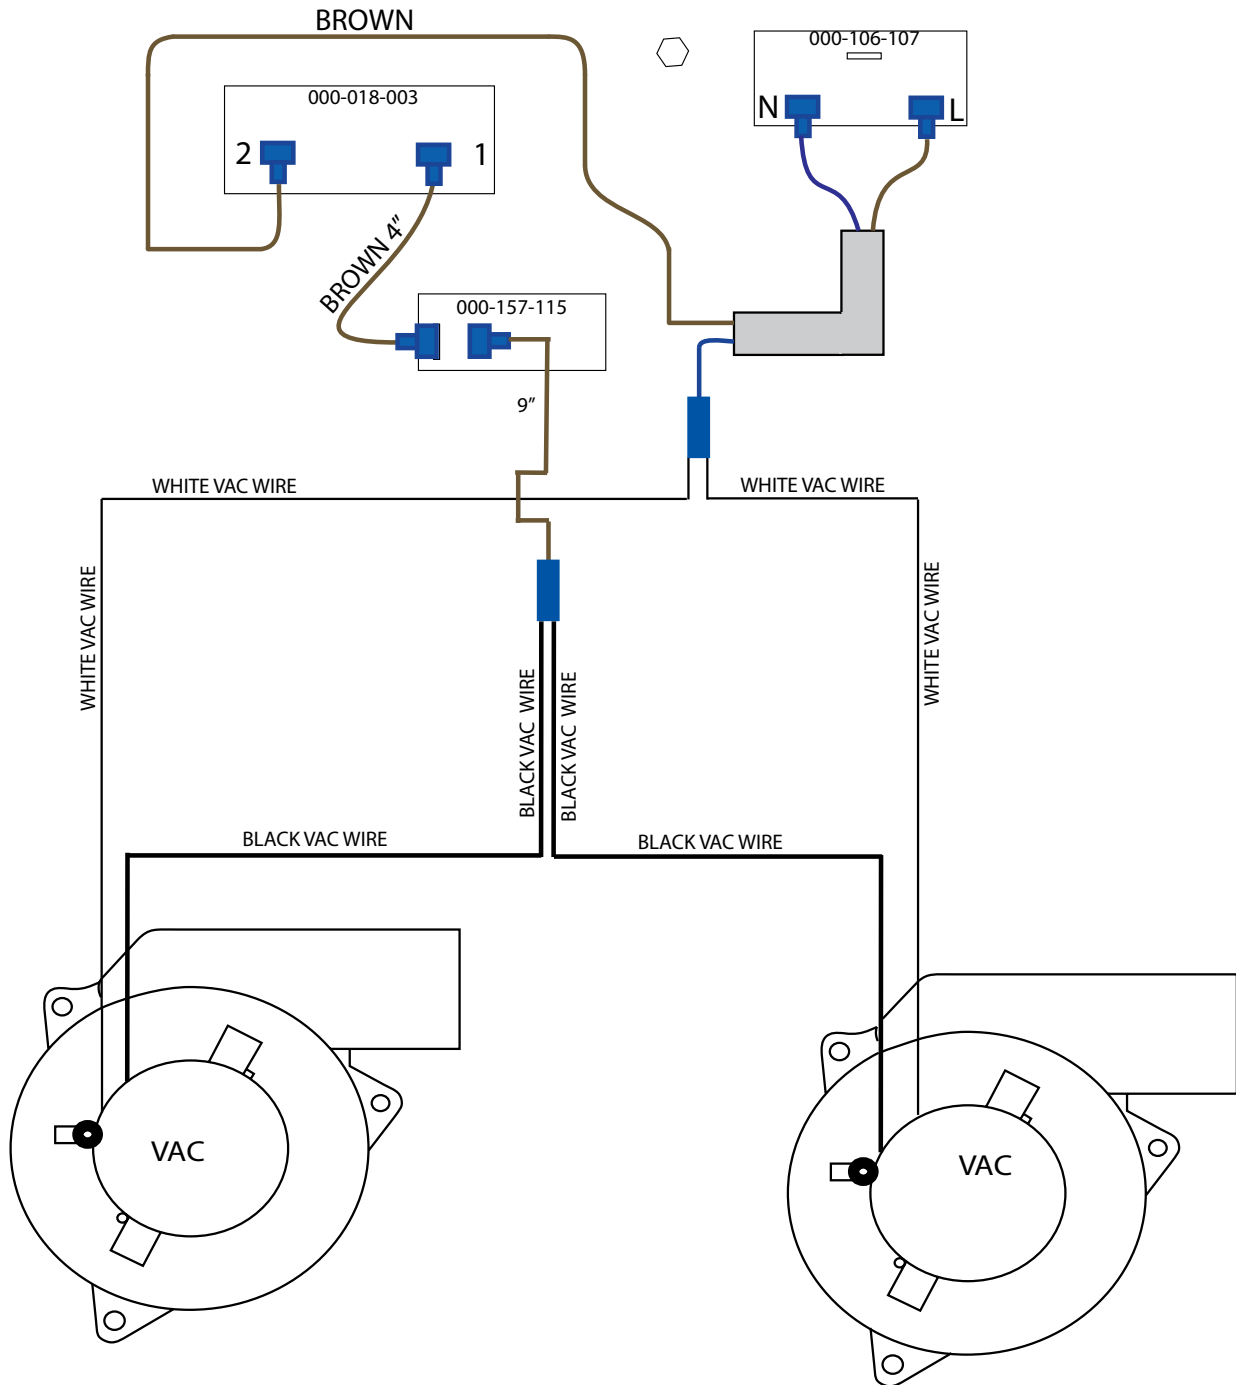 BROWN
000-106-107
000-018-003
N
L
2
1
BROWN 4"
000-157-115
9"
WHITE VAC WIRE
WHITE VAC WIRE
WHITE VAC WIRE
WHITE VAC WIRE
BLACK VAC WIRE
BLACK VAC WIRE
BLACK VAC WIRE
BLACK VAC WIRE
VAC
VAC